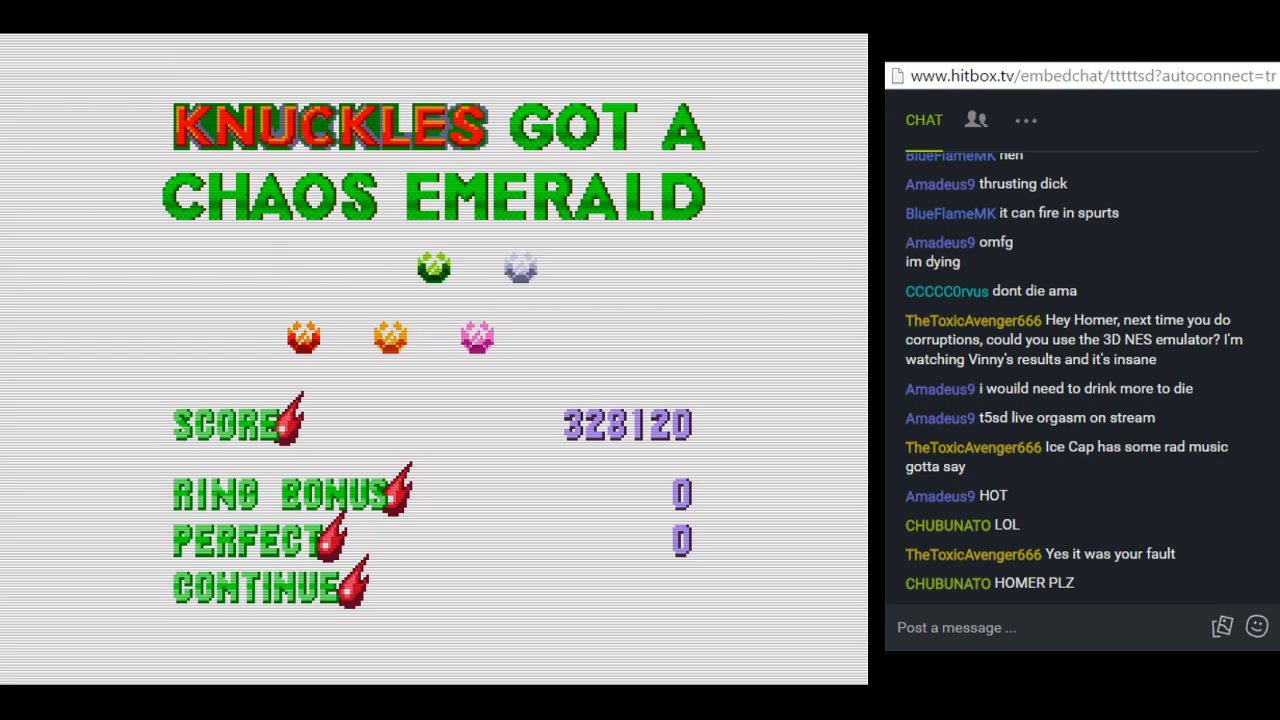 KNUCKLES GOT A
CHAOS EMERALD
SCORE 328120
RING BONUS 0
PERFECT 0
CONTINUE
www.hitbox.tv/embedchat/tttttsd?autoconnect=tr
CHAT
BlueFlameMK heh
Amadeus9 thrusting dick
BlueFlameMK it can fire in spurts
Amadeus9 omfg
im dying
CCCCC0rvus dont die ama
TheToxicAvenger666 Hey Homer, next time you do
corruptions, could you use the 3D NES emulator? I'm
watching Vinny's results and it's insane
Amadeus9 i wouild need to drink more to die
Amadeus9 t5sd live orgasm on stream
TheToxicAvenger666 Ice Cap has some rad music
gotta say
Amadeus9 HOT
CHUBUNATO LOL
TheToxicAvenger666 Yes it was your fault
CHUBUNATO HOMER PLZ
Post a message ...